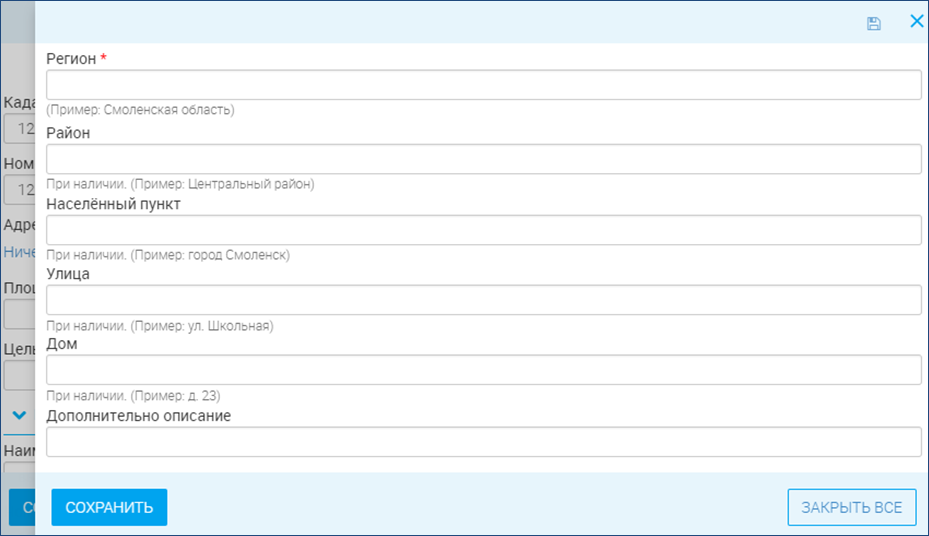 Регион *
(Пример: Смоленская область)
Район
При наличии. (Пример: Центральный район)
Населённый пункт
При наличии. (Пример: город Смоленск)
Улица
При наличии. (Пример: ул. Школьная)
Дом
При наличии. (Пример: д. 23)
Дополнительно описание
СОХРАНИТЬ
ЗАКРЫТЬ ВСЕ
Када
12
Ном
12
Адре
Ниче
Цель
Наим